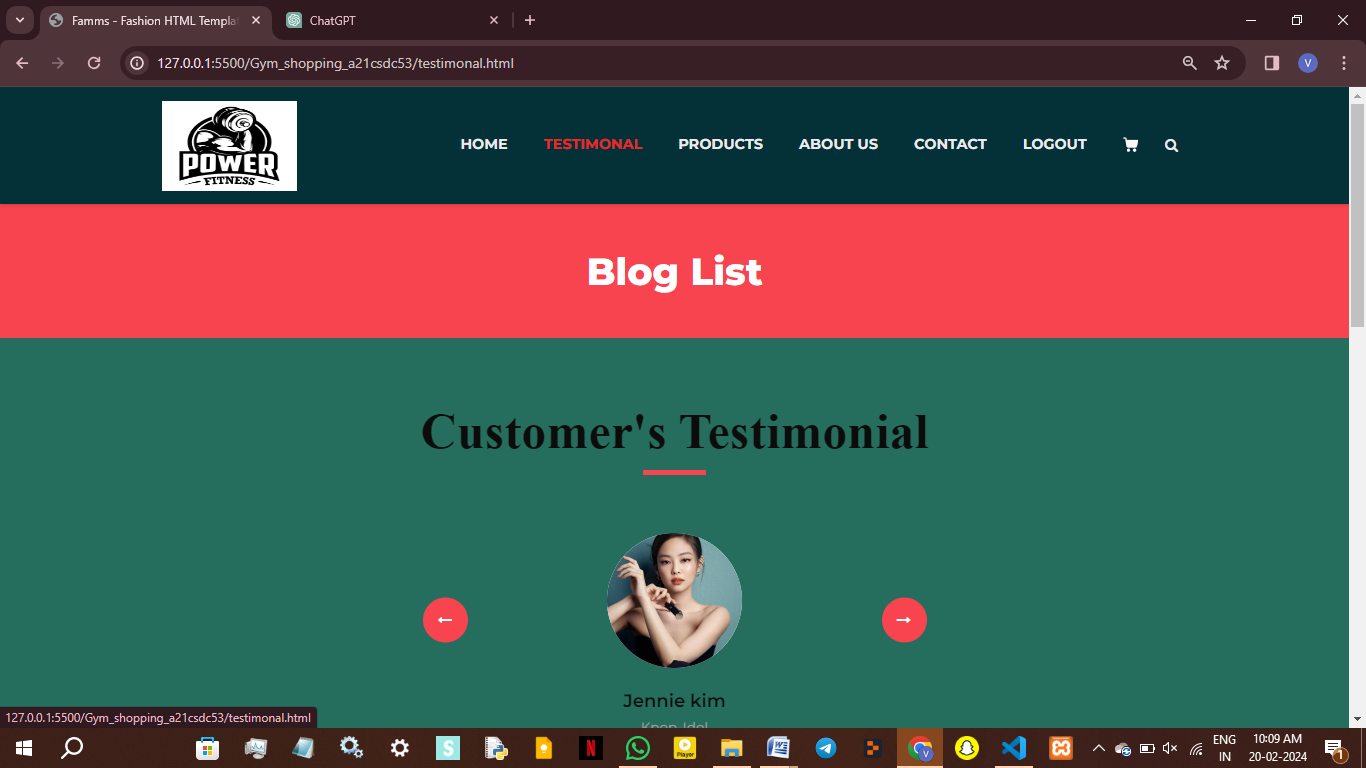 Famms - Fashion HTML Templa
ChatGPT
127.0.0.1:5500/Gym_shopping_a21csdc53/testimonal.html
V
POWER
FITNESS
HOME
TESTIMONAL
PRODUCTS
ABOUT US
CONTACT
LOGOUT
Blog List
Customer's Testimonial
Jennie kim
Kpop Idol
127.0.0.1:5500/Gym_shopping_a21csdc53/testimonal.html
S
N
Player
W
V
ENG
IN
10:09 AM
20-02-2024
1